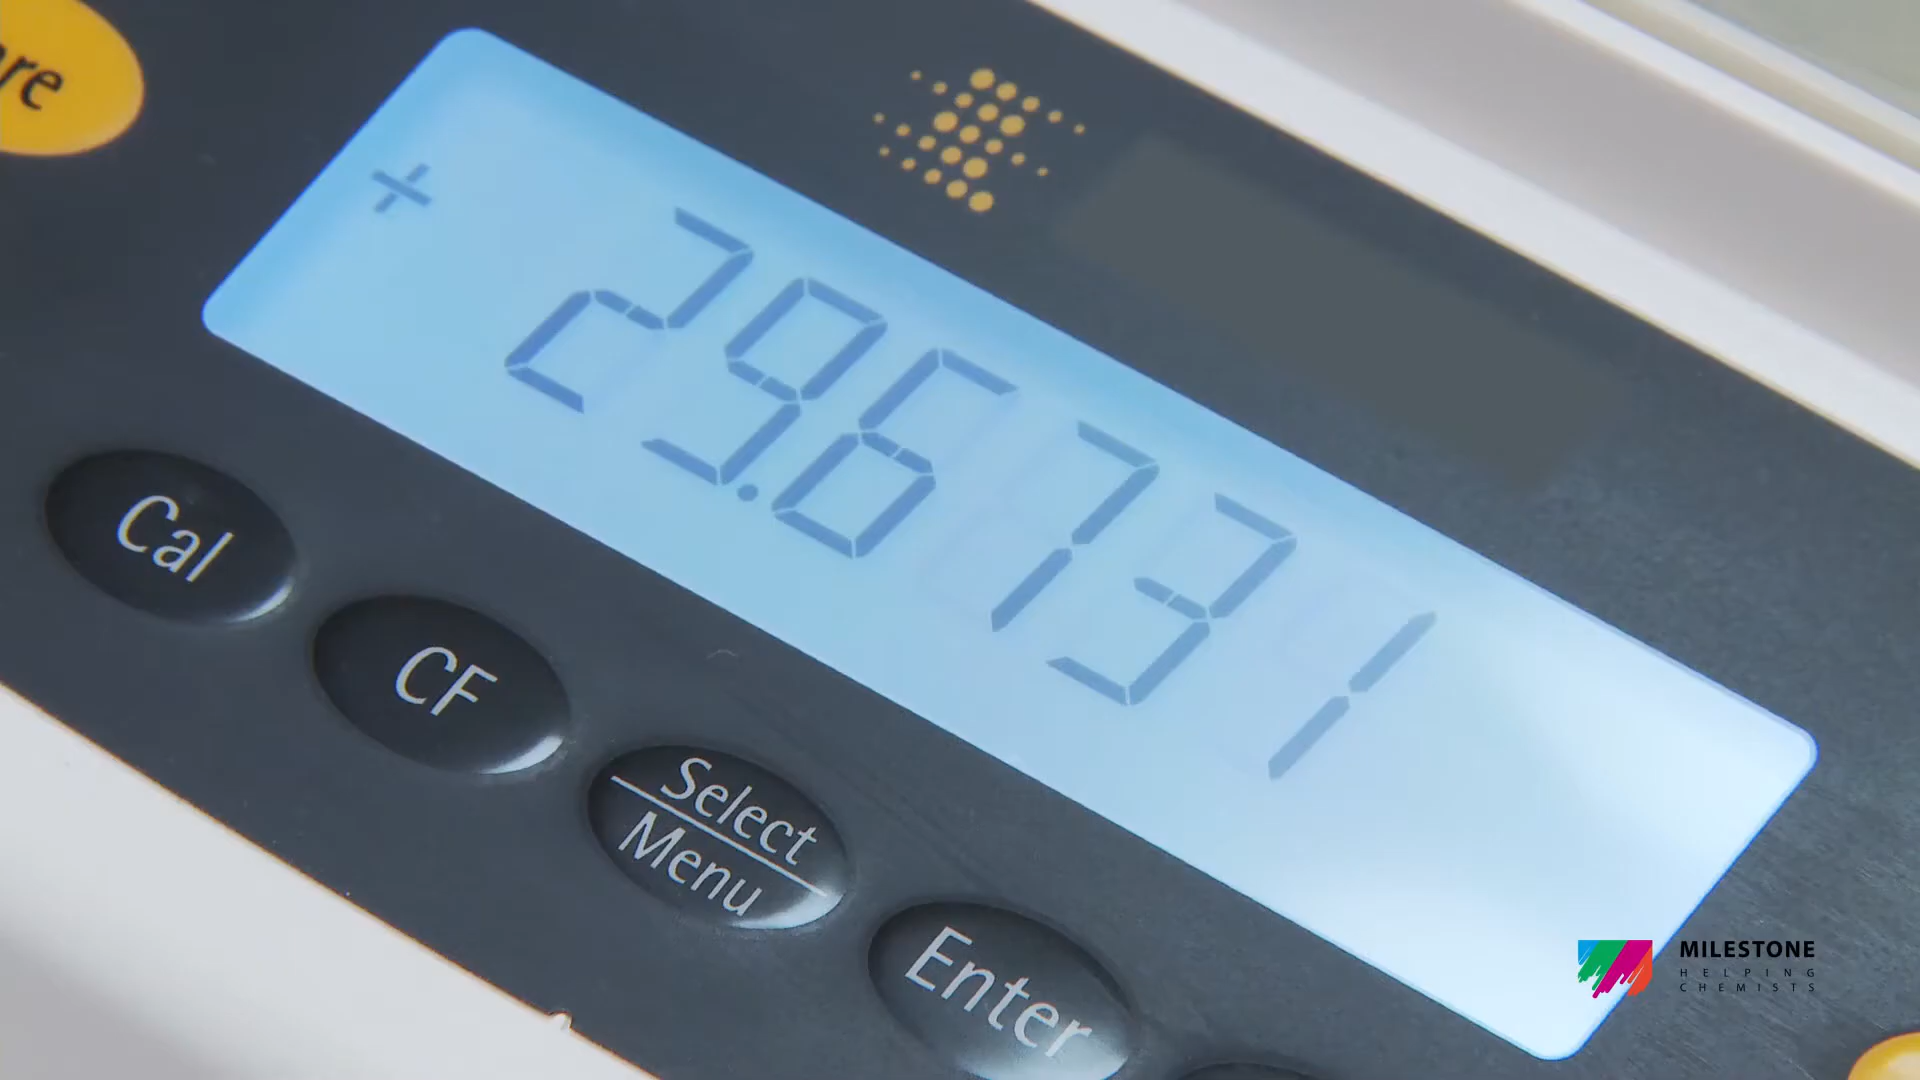 + 29.6731
Cal
CF
Select
Menu
Enter
MILESTONE
HELPING
CHEMISTS